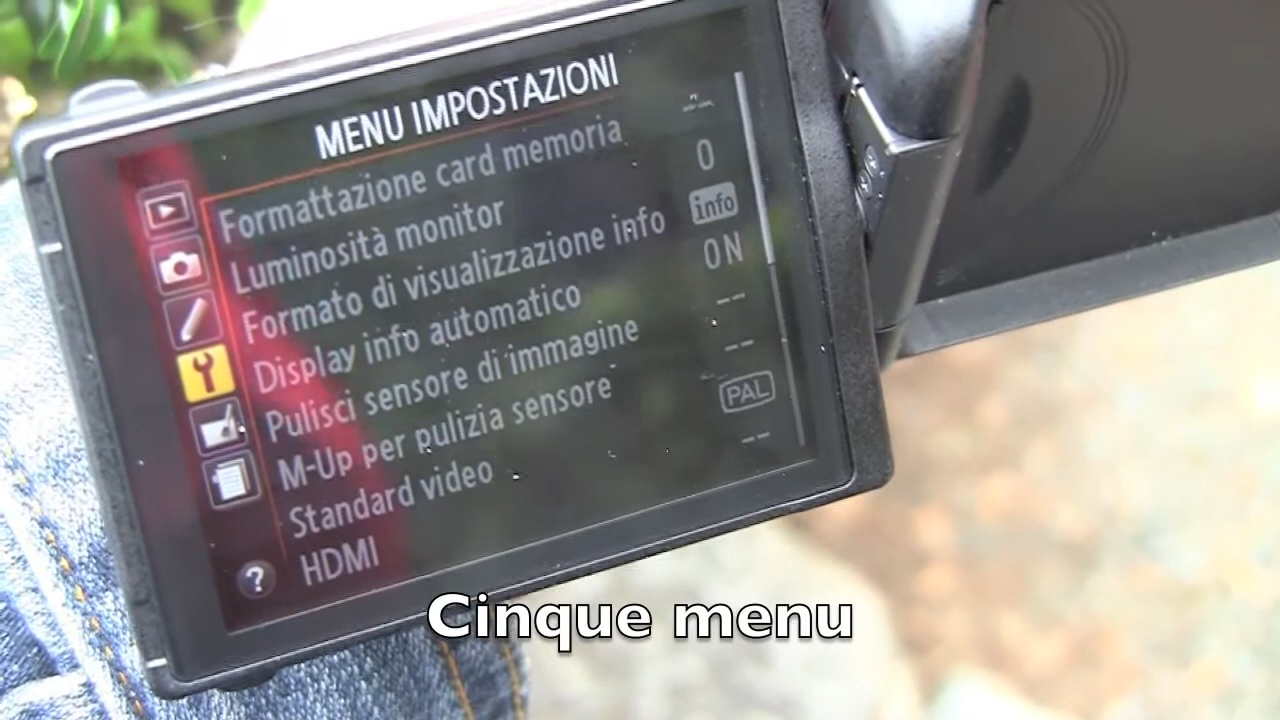 MENU IMPOSTAZIONI
Formattazione card memoria --
Luminosità monitor 0
Formato di visualizzazione info info
Display info automatico ON
Pulisci sensore di immagine --
M-Up per pulizia sensore --
Standard video PAL
HDMI --
?
Cinque menu